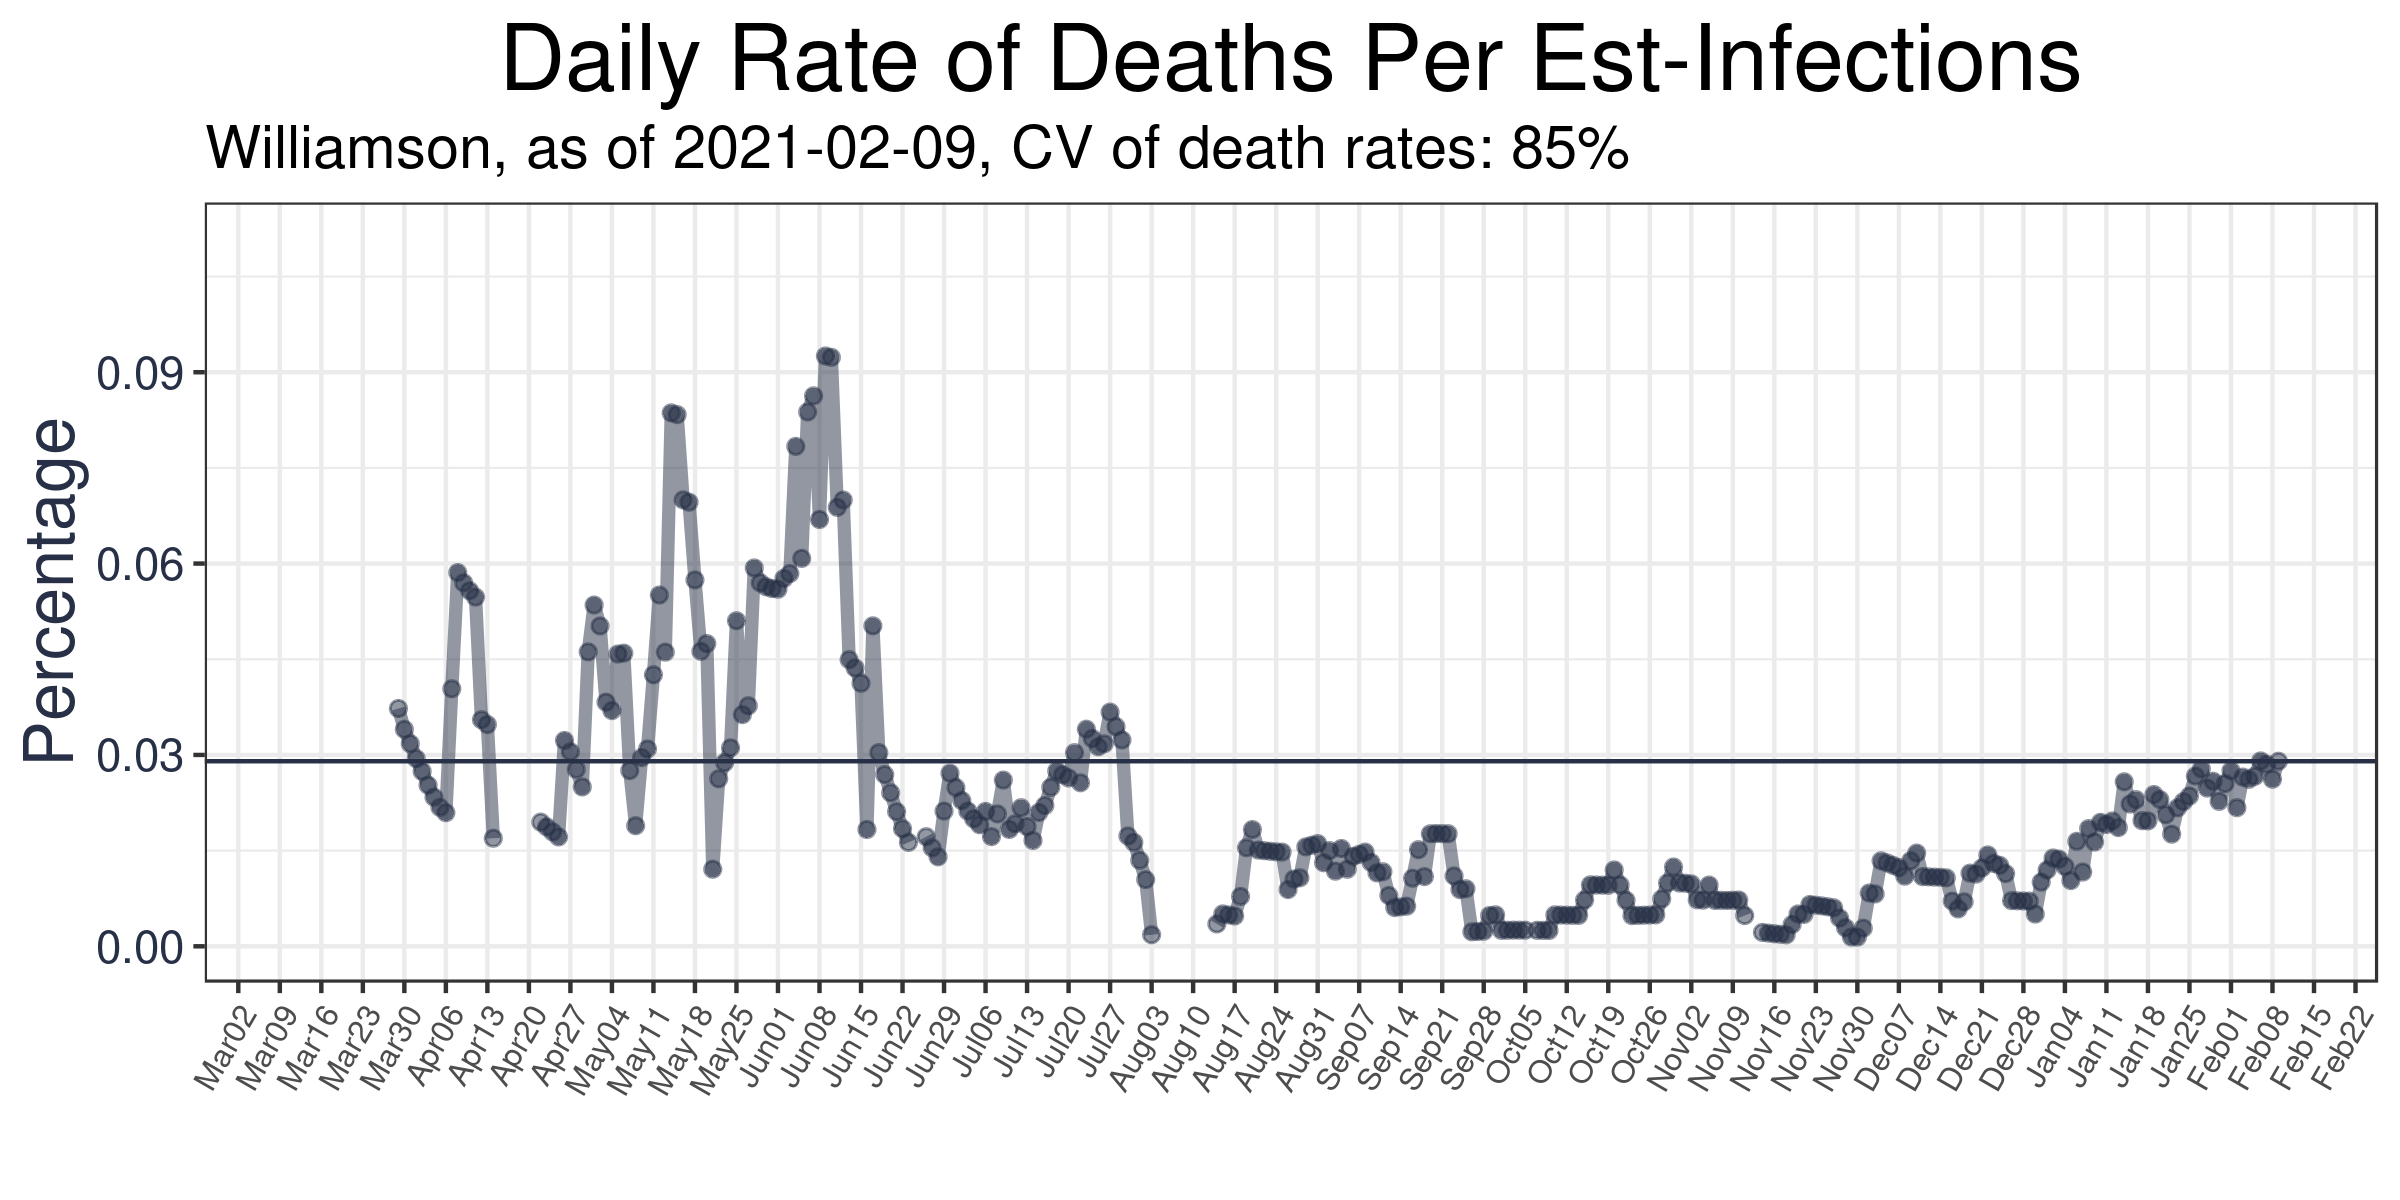 Daily Rate of Deaths Per Est-Infections
Williamson, as of 2021-02-09, CV of death rates: 85%
Percentage
0.09
0.06
0.03
0.00
Mar02
Mar09
Mar16
Mar23
Mar30
Apr06
Apr13
Apr20
Apr27
May04
May11
May18
May25
Jun01
Jun08
Jun15
Jun22
Jun29
Jul06
Jul13
Jul20
Jul27
Aug03
Aug10
Aug17
Aug24
Aug31
Sep07
Sep14
Sep21
Sep28
Oct05
Oct12
Oct19
Oct26
Nov02
Nov09
Nov16
Nov23
Nov30
Dec07
Dec14
Dec21
Dec28
Jan04
Jan11
Jan18
Jan25
Feb01
Feb08
Feb15
Feb22